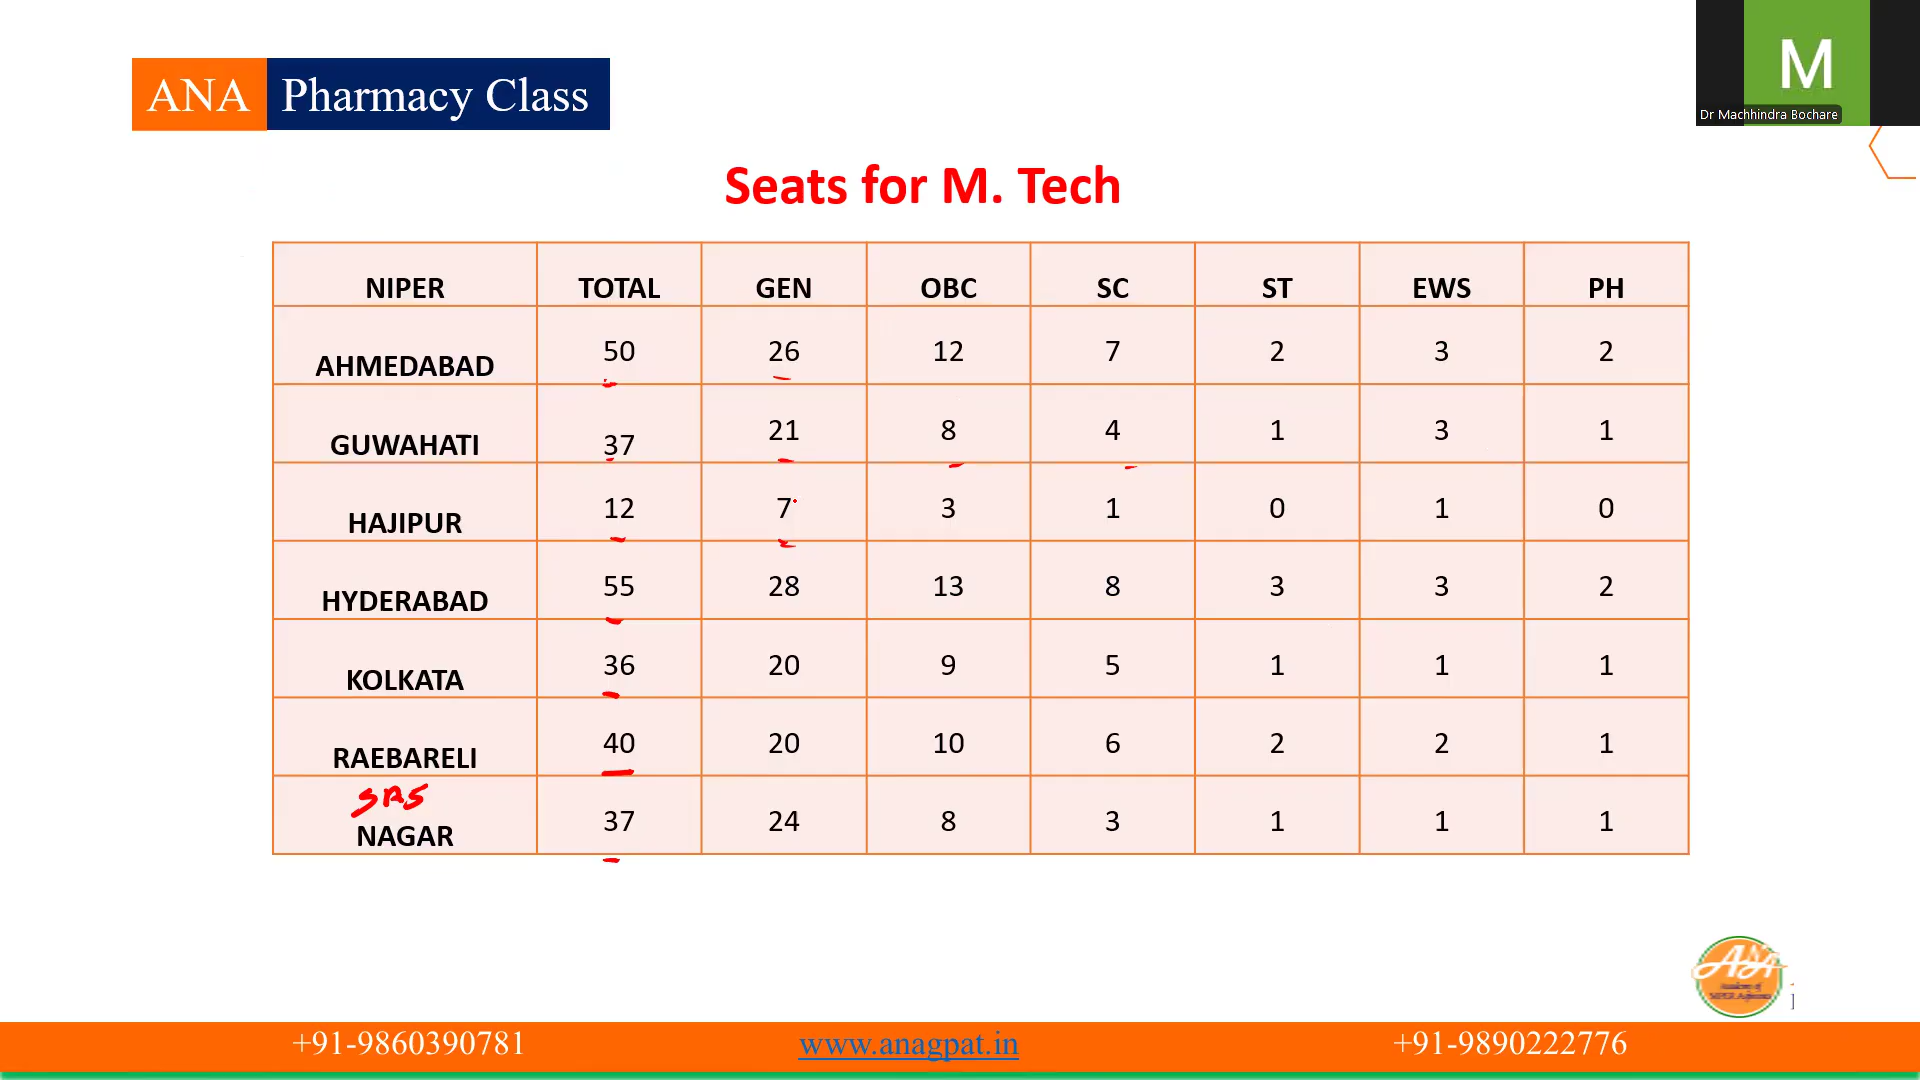 M
Dr Machhindra Bochare
ANA Pharmacy Class
Seats for M. Tech
NIPER TOTAL GEN OBC SC ST EWS PH
AHMEDABAD 50 26 12 7 2 3 2
GUWAHATI 37 21 8 4 1 3 1
HAJIPUR 12 7 3 1 0 1 0
HYDERABAD 55 28 13 8 3 3 2
KOLKATA 36 20 9 5 1 1 1
RAEBARELI 40 20 10 6 2 2 1
SAS
NAGAR 37 24 8 3 1 1 1
ANA
+91-9860390781 www.anagpat.in +91-9890222776